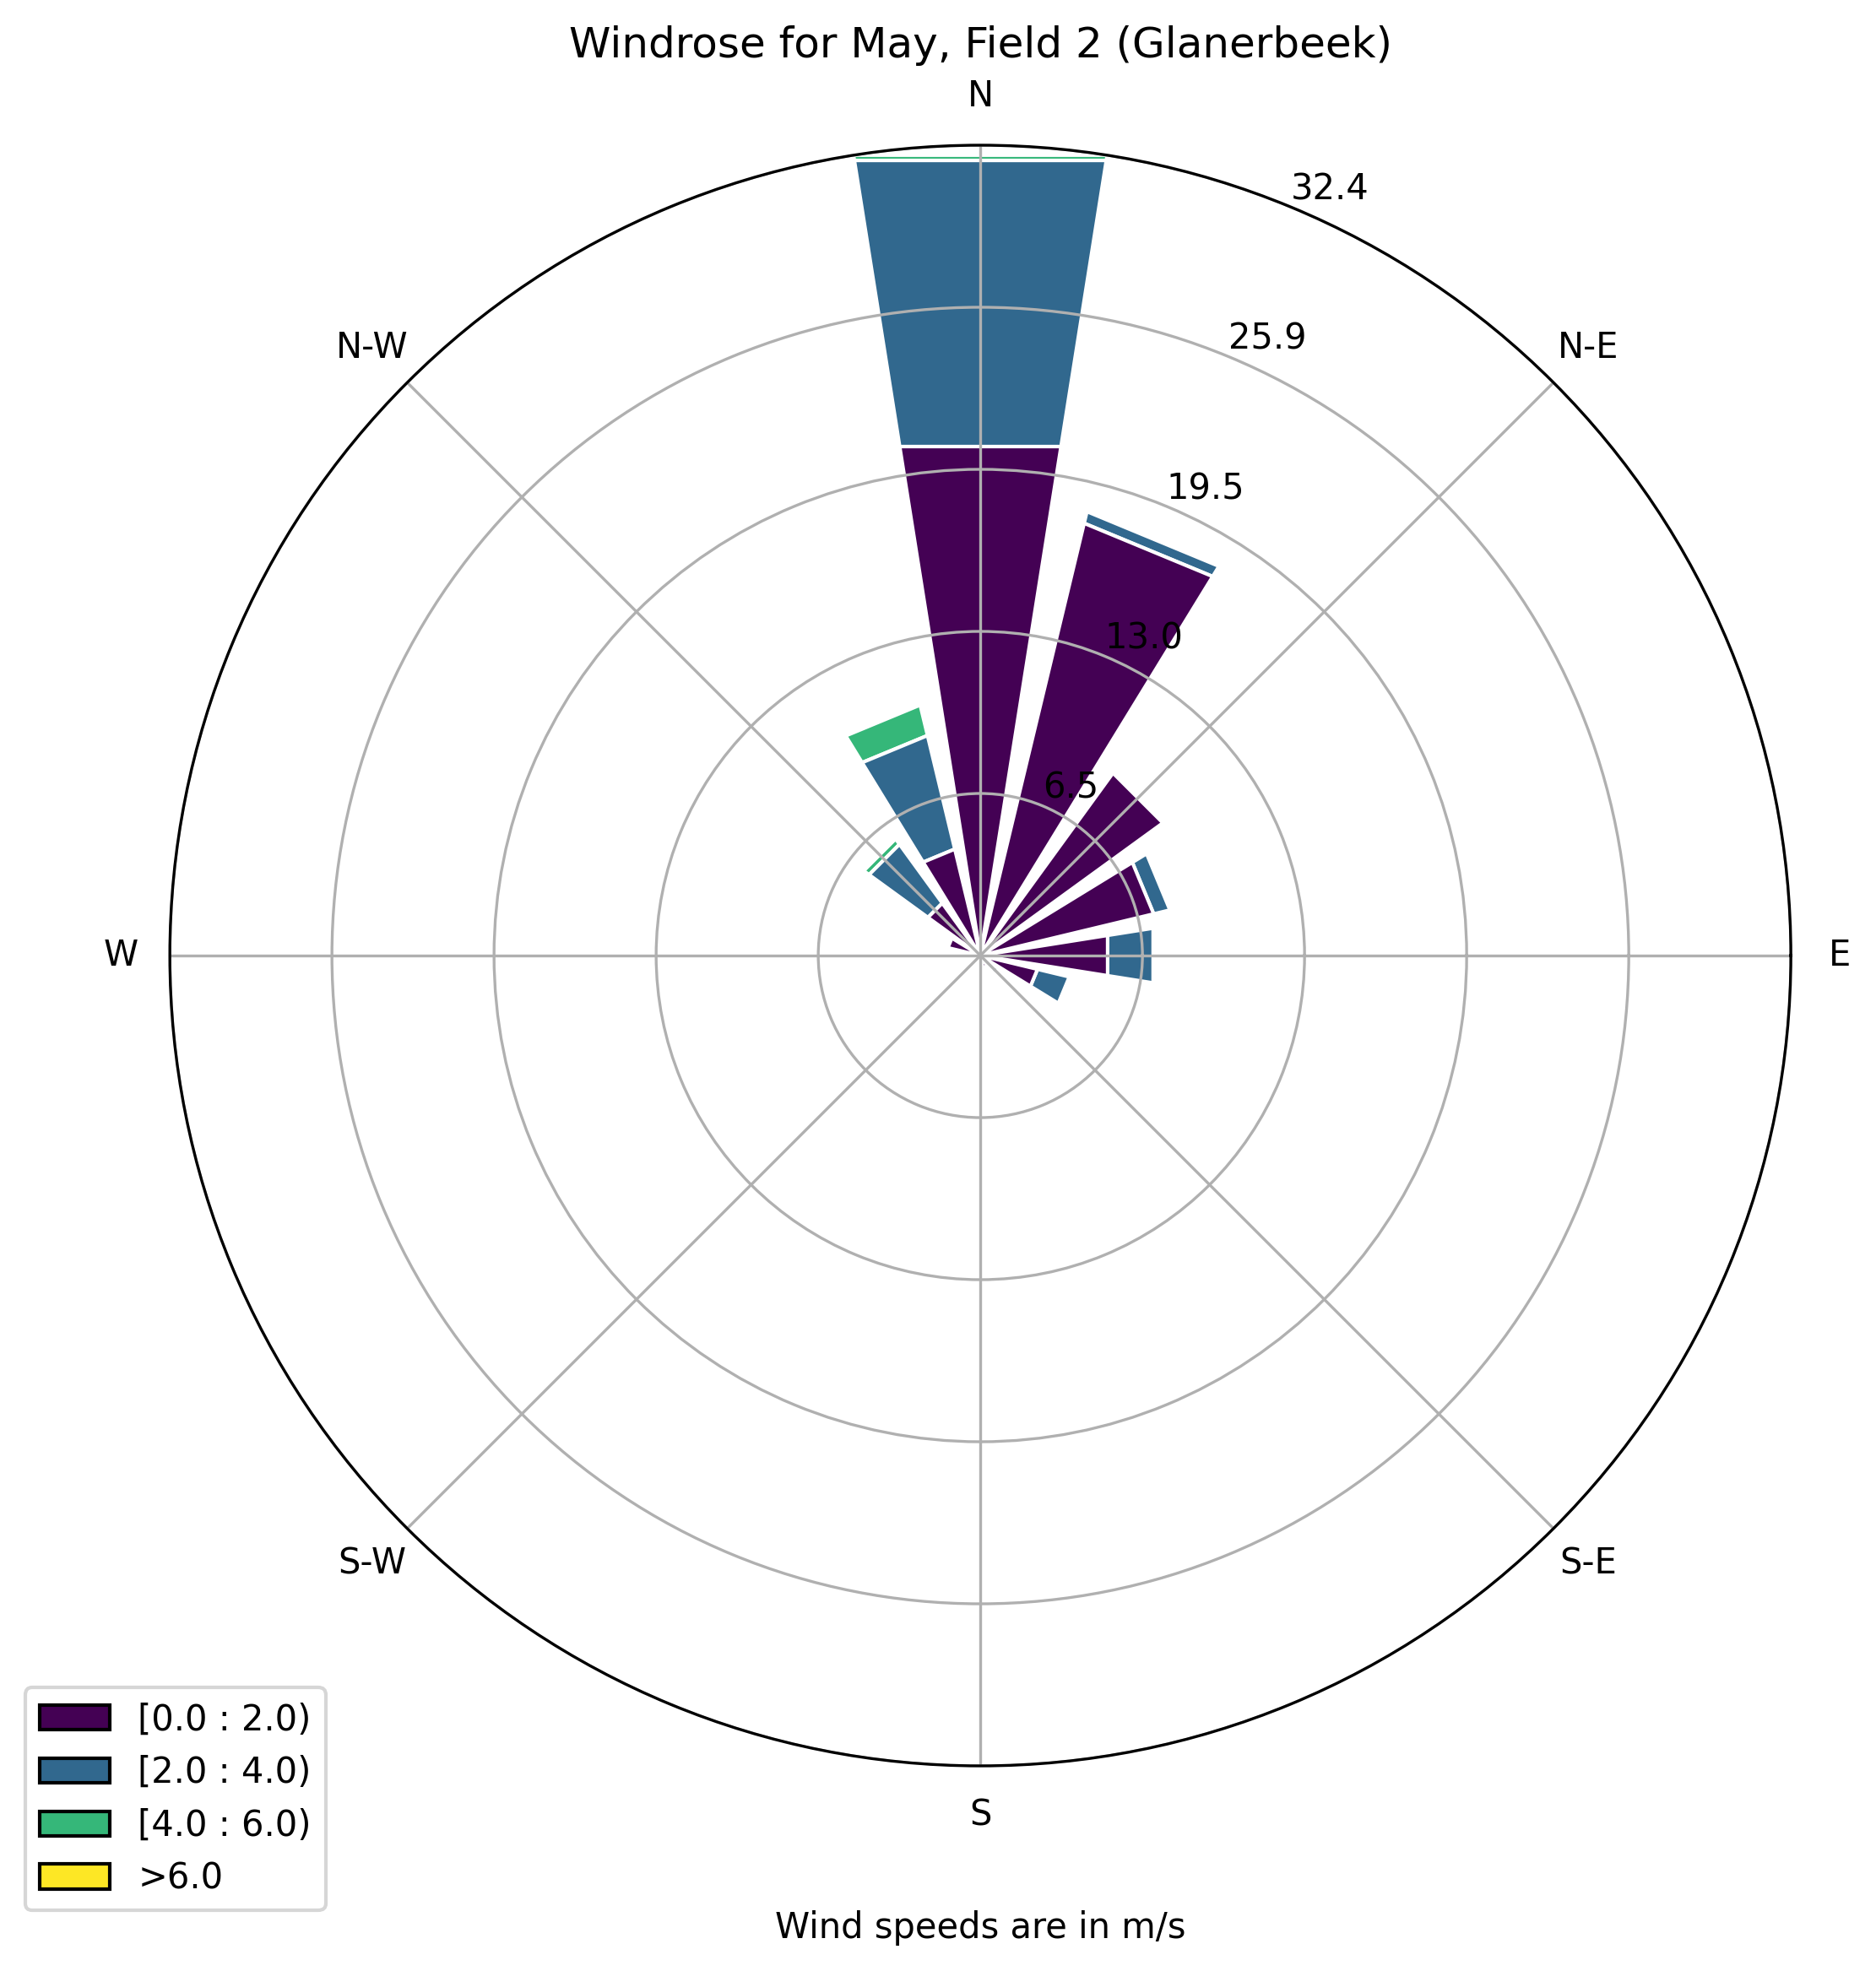 Windrose for May, Field 2 (Glanerbeek)
N
32.4
25.9
N-W
N-E
19.5
13.0
6.5
W
E
S-W
S-E
[0.0 : 2.0)
[2.0 : 4.0)
S
[4.0 : 6.0)
>6.0
Wind speeds are in m/s